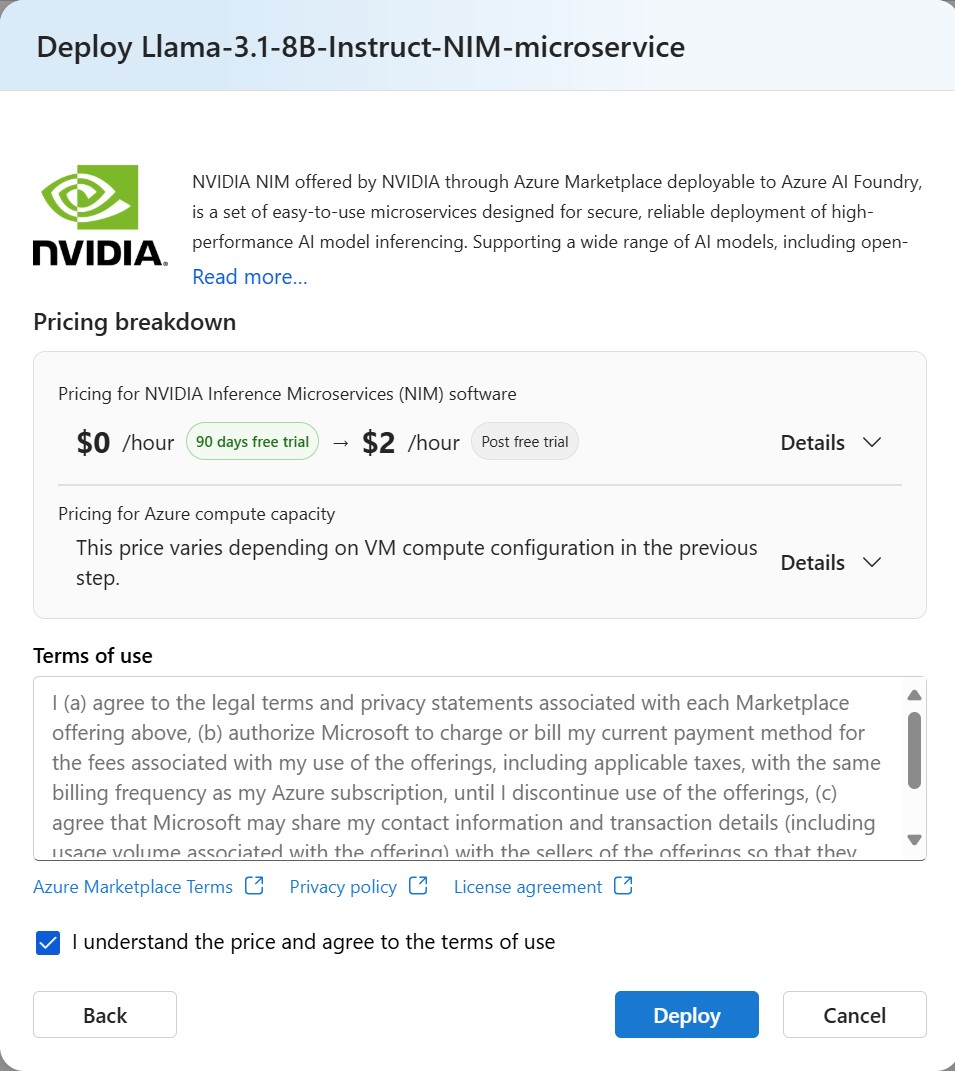 Deploy Llama-3.1-8B-Instruct-NIM-microservice
NVIDIA NIM offered by NVIDIA through Azure Marketplace deployable to Azure AI Foundry,
is a set of easy-to-use microservices designed for secure, reliable deployment of high-
performance AI model inferencing. Supporting a wide range of AI models, including open-
NVIDIA.
Read more...
Pricing breakdown
Pricing for NVIDIA Inference Microservices (NIM) software
$0 /hour 90 days free trial → $2 /hour Post free trial Details
Pricing for Azure compute capacity
This price varies depending on VM compute configuration in the previous
step.
Details
Terms of use
I (a) agree to the legal terms and privacy statements associated with each Marketplace
offering above, (b) authorize Microsoft to charge or bill my current payment method for
the fees associated with my use of the offerings, including applicable taxes, with the same
billing frequency as my Azure subscription, until I discontinue use of the offerings, (c)
agree that Microsoft may share my contact information and transaction details (including
usage volume associated with the offering) with the sellers of the offerings so that they
Azure Marketplace Terms Privacy policy License agreement
I understand the price and agree to the terms of use
Back Deploy Cancel